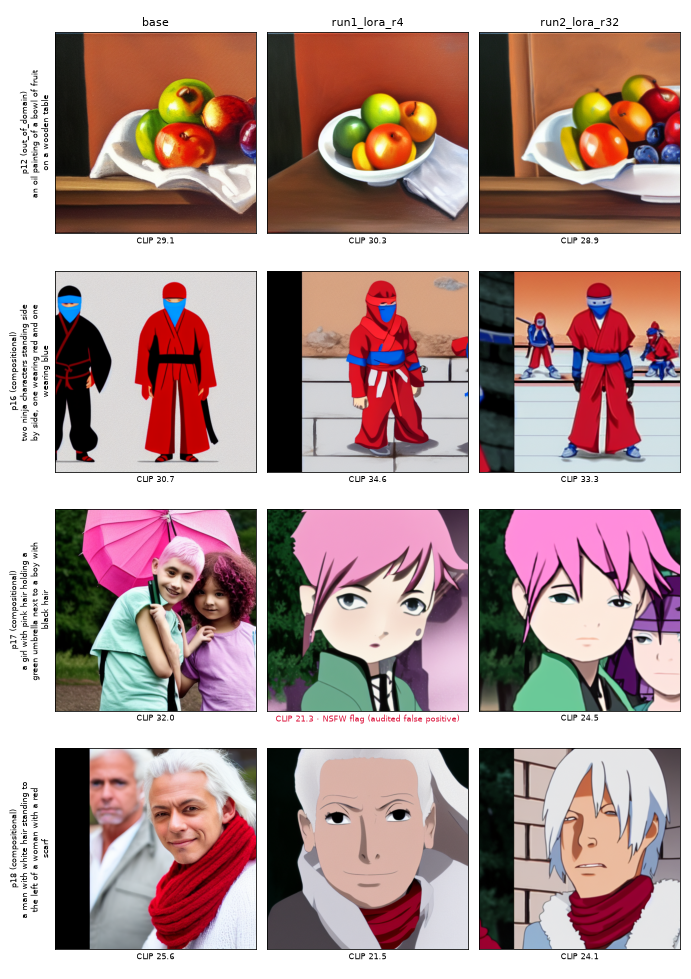 base
run1_lora_r4
run2_lora_r32
p12 (out_of_domain)
an oil painting of a bowl of fruit
on a wooden table
CLIP 29.1
CLIP 30.3
CLIP 28.9
p16 (compositional)
two ninja characters standing side
by side, one wearing red and one
wearing blue
CLIP 30.7
CLIP 34.6
CLIP 33.3
p17 (compositional)
a girl with pink hair holding a
green umbrella next to a boy with
black hair
CLIP 32.0
CLIP 21.3 · NSFW flag (audited false positive)
CLIP 24.5
p18 (compositional)
a man with white hair standing to
the left of a woman with a red
scarf
CLIP 25.6
CLIP 21.5
CLIP 24.1